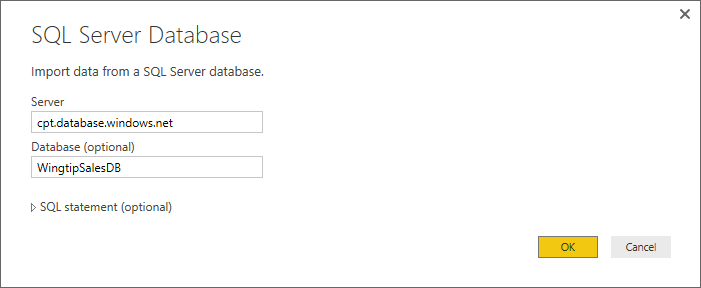 SQL Server Database
Import data from a SQL Server database.
Server
cpt.database.windows.net
Database (optional)
WingtipSalesDB
SQL statement (optional)
OK
Cancel